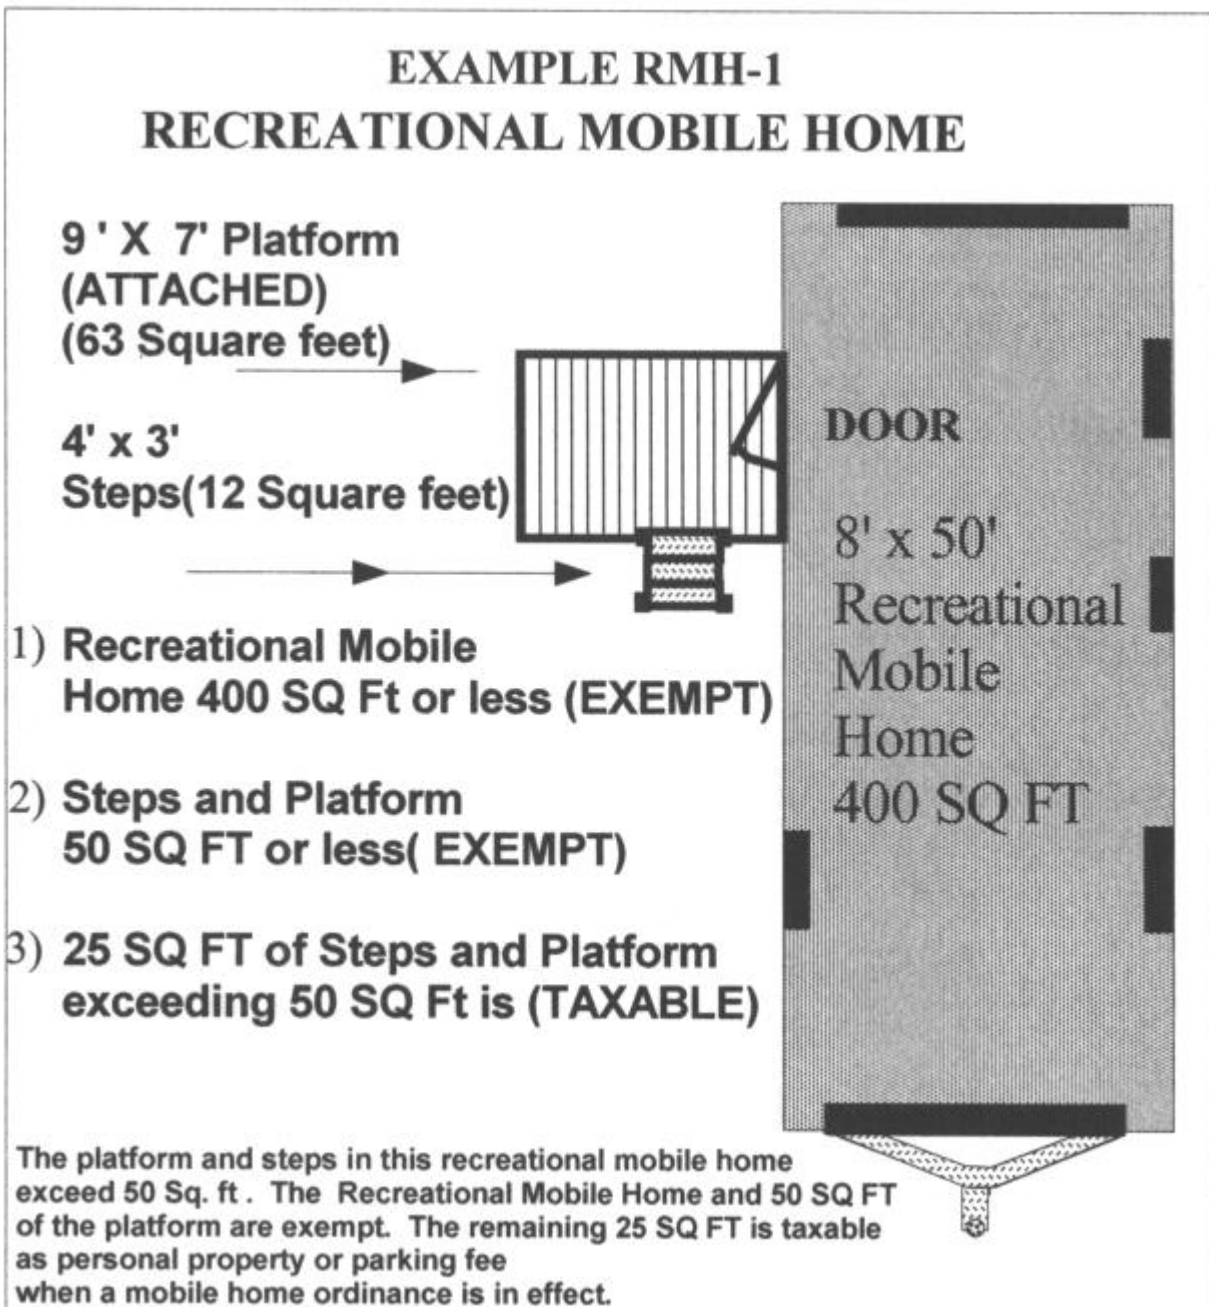 EXAMPLE RMH-1
RECREATIONAL MOBILE HOME
9 ' X 7' Platform
(ATTACHED)
(63 Square feet)
4' x 3'
Steps(12 Square feet)
DOOR
8' x 50'
Recreational
Mobile
Home
400 SQ FT
1) Recreational Mobile
Home 400 SQ Ft or less (EXEMPT)
2) Steps and Platform
50 SQ FT or less( EXEMPT)
3) 25 SQ FT of Steps and Platform
exceeding 50 SQ Ft is (TAXABLE)
The platform and steps in this recreational mobile home
exceed 50 Sq. ft . The Recreational Mobile Home and 50 SQ FT
of the platform are exempt. The remaining 25 SQ FT is taxable
as personal property or parking fee
when a mobile home ordinance is in effect.